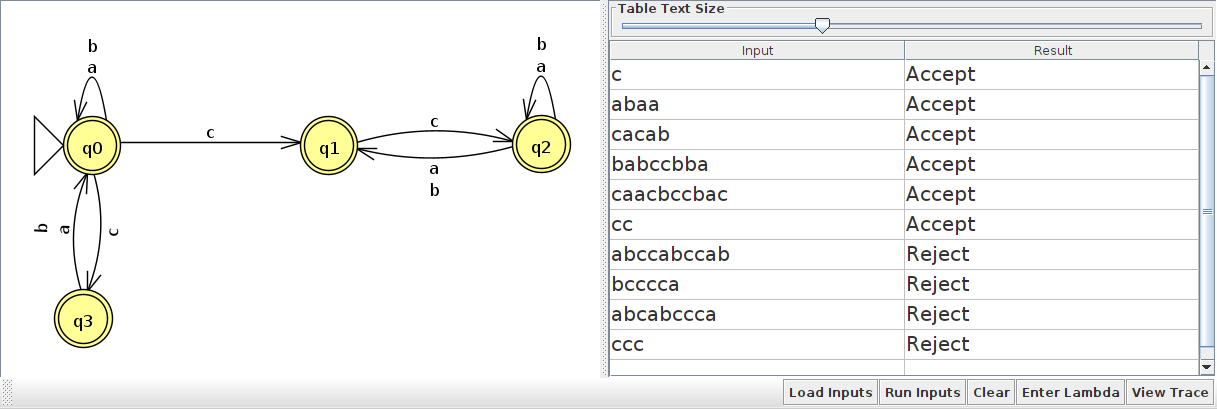 b
a
b
a
q0
c
q1
c
a
b
q2
b
a
c
q3
Table Text Size
Input Result
c Accept
abaa Accept
cacab Accept
babccbba Accept
caacbccbac Accept
cc Accept
abccabccab Reject
bcccca Reject
abcabccca Reject
ccc Reject
Load Inputs Run Inputs Clear Enter Lambda View Trace